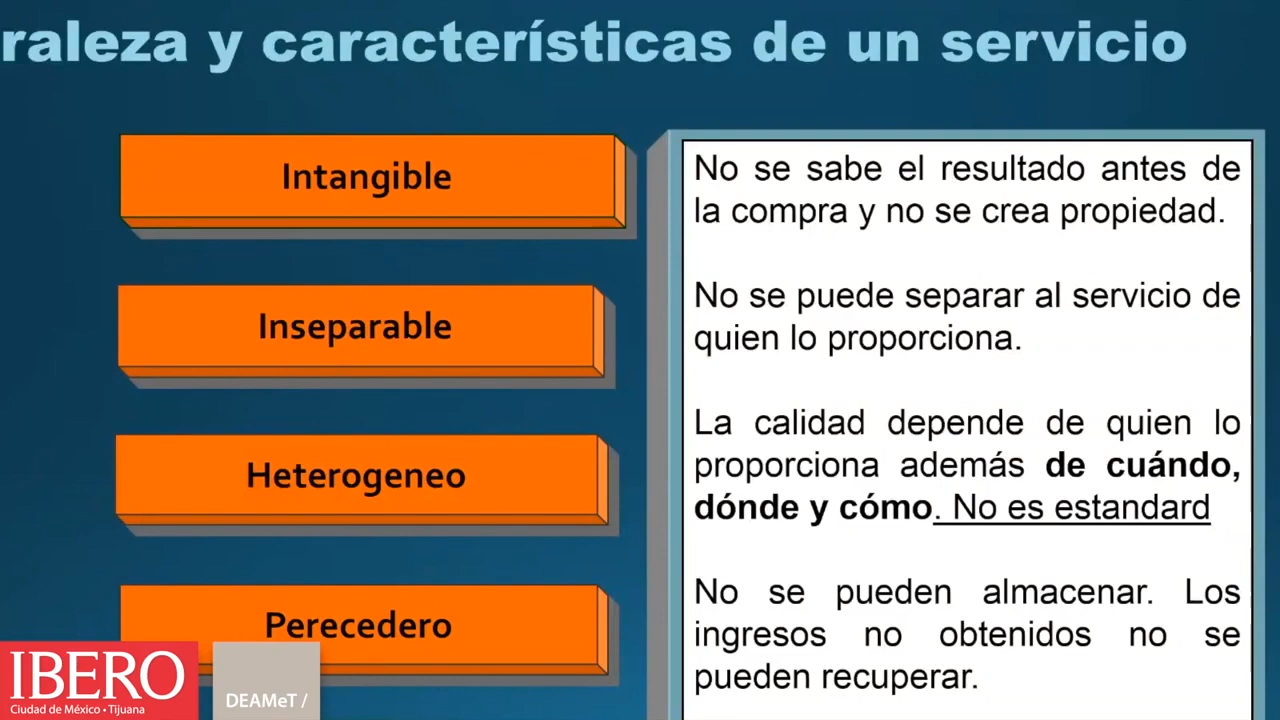 raleza y características de un servicio
Intangible
No se sabe el resultado antes de
la compra y no se crea propiedad.
Inseparable
No se puede separar al servicio de
quien lo proporciona.
Heterogeneo
La calidad depende de quien lo
proporciona además de cuándo,
dónde y cómo. No es estandard
Perecedero
No se pueden almacenar. Los
ingresos no obtenidos no se
pueden recuperar.
IBERO
Ciudad de México • Tijuana
DEAMeT /